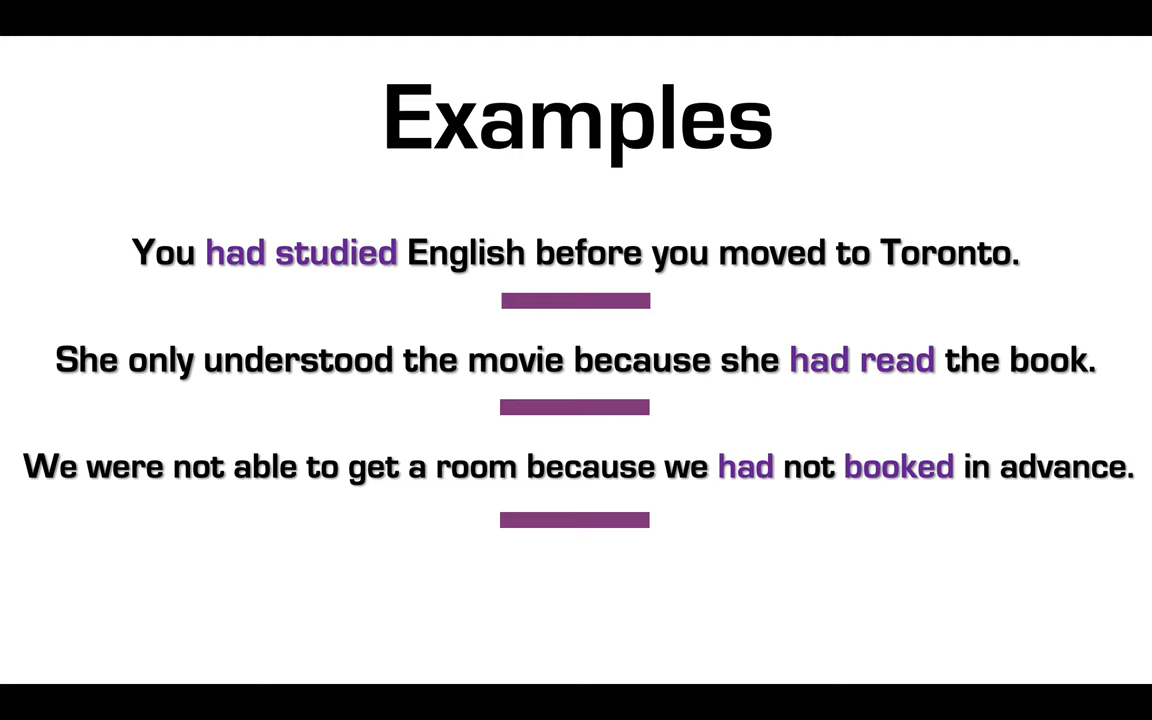 Examples
You had studied English before you moved to Toronto.
She only understood the movie because she had read the book.
We were not able to get a room because we had not booked in advance.